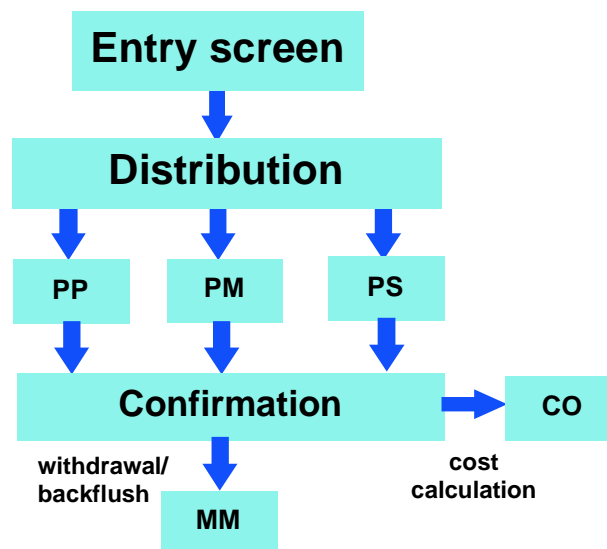 Entry screen
Distribution
PP
PM
PS
Confirmation
CO
withdrawal/
backflush
cost
calculation
MM